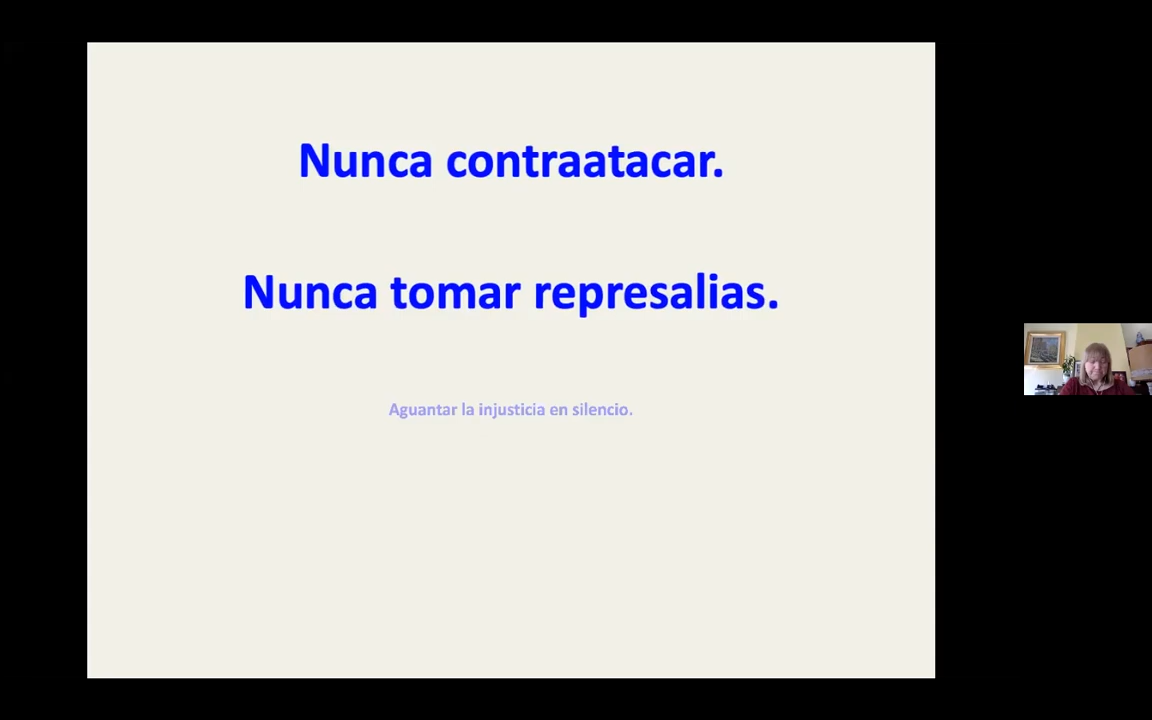 Nunca contraatacar.
Nunca tomar represalias.
Aguantar la injusticia en silencio.